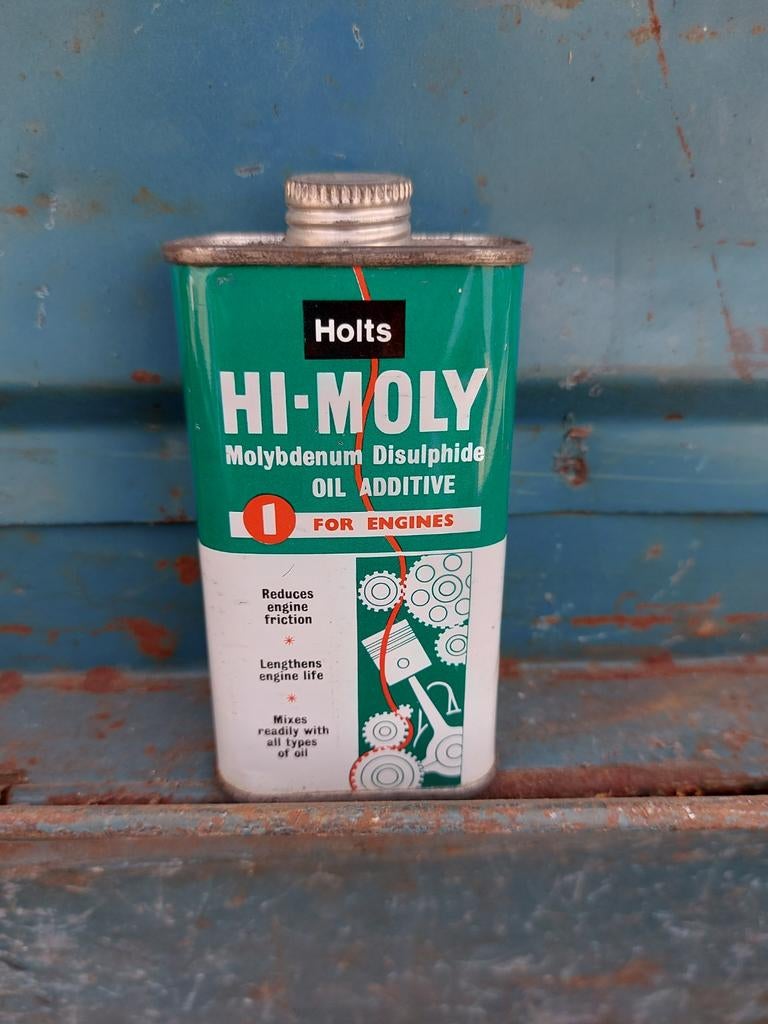 Holts
HI-MOLY
Molybdenum Disulphide
OIL ADDITIVE
1 FOR ENGINES
Reduces
engine
friction
*
Lengthens
engine life
*
Mixes
readily with
all types
of oil